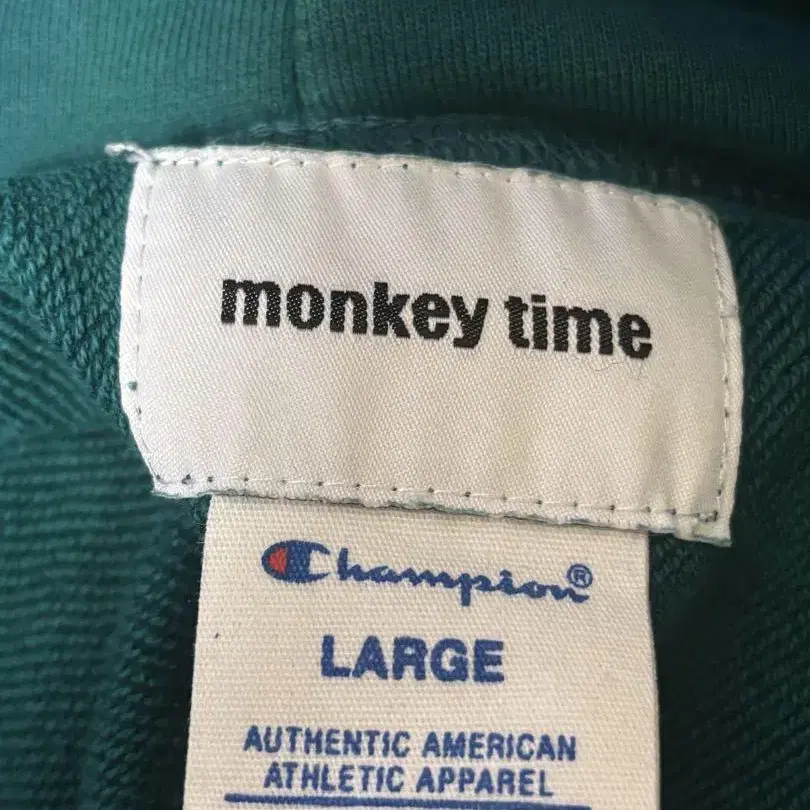 monkey time
Champion®
LARGE
AUTHENTIC AMERICAN
ATHLETIC APPAREL